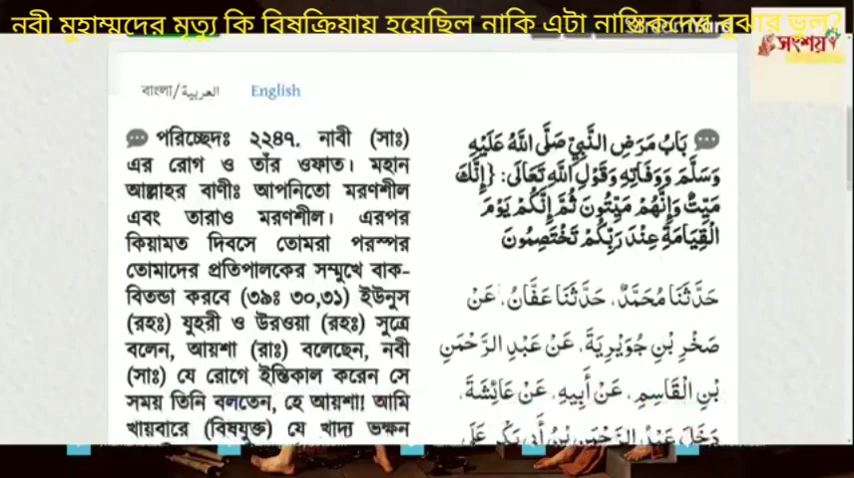 নবী মুহাম্মদের মৃত্যু কি বিষক্রিয়ায় হয়েছিল নাকি এটা নাস্তিকদের বুঝার ভুল?
সংশয়
বাংলা/العربية English
পরিচ্ছেদঃ ২২৪৭. নাবী (সাঃ)
এর রোগ ও তাঁর ওফাত। মহান
আল্লাহর বাণীঃ আপনিতো মরণশীল
এবং তারাও মরণশীল। এরপর
কিয়ামত দিবসে তোমরা পরস্পর
তোমাদের প্রতিপালকের সম্মুখে বাক-
বিতন্ডা করবে (৩৯ঃ ৩০,৩১) ইউনুস
(রহঃ) যুহরী ও উরওয়া (রহঃ) সুত্রে
বলেন, আয়শা (রাঃ) বলেছেন, নবী
(সাঃ) যে রোগে ইন্তিকাল করেন সে
সময় তিনি বলতেন, হে আয়শা! আমি
খায়বারে (বিষযুক্ত) যে খাদ্য ভক্ষন
بَابُ مَرَضِ النَّبِيِّ صَلَّى اللَّهُ عَلَيْهِ
وَسَلَّمَ وَوَفَاتِهِ وَقَوْلِ اللَّهِ تَعَالَى: {إِنَّكَ
مَيِّتٌ وَإِنَّهُمْ مَيِّتُونَ ثُمَّ إِنَّكُمْ يَوْمَ
الْقِيَامَةِ عِنْدَ رَبِّكُمْ تَخْتَصِمُونَ
حَدَّثَنَا مُحَمَّدٌ، حَدَّثَنَا عَفَّانُ، عَنْ
صَخْرِ بْنِ جُوَيْرِيَةَ، عَنْ عَبْدِ الرَّحْمَنِ
بْنِ الْقَاسِمِ، عَنْ أَبِيهِ، عَنْ عَائِشَةَ،
دَخَلَ عَبْدُ الرَّحْمَنِ بْنُ أَبِي بَكْرٍ عَلَى